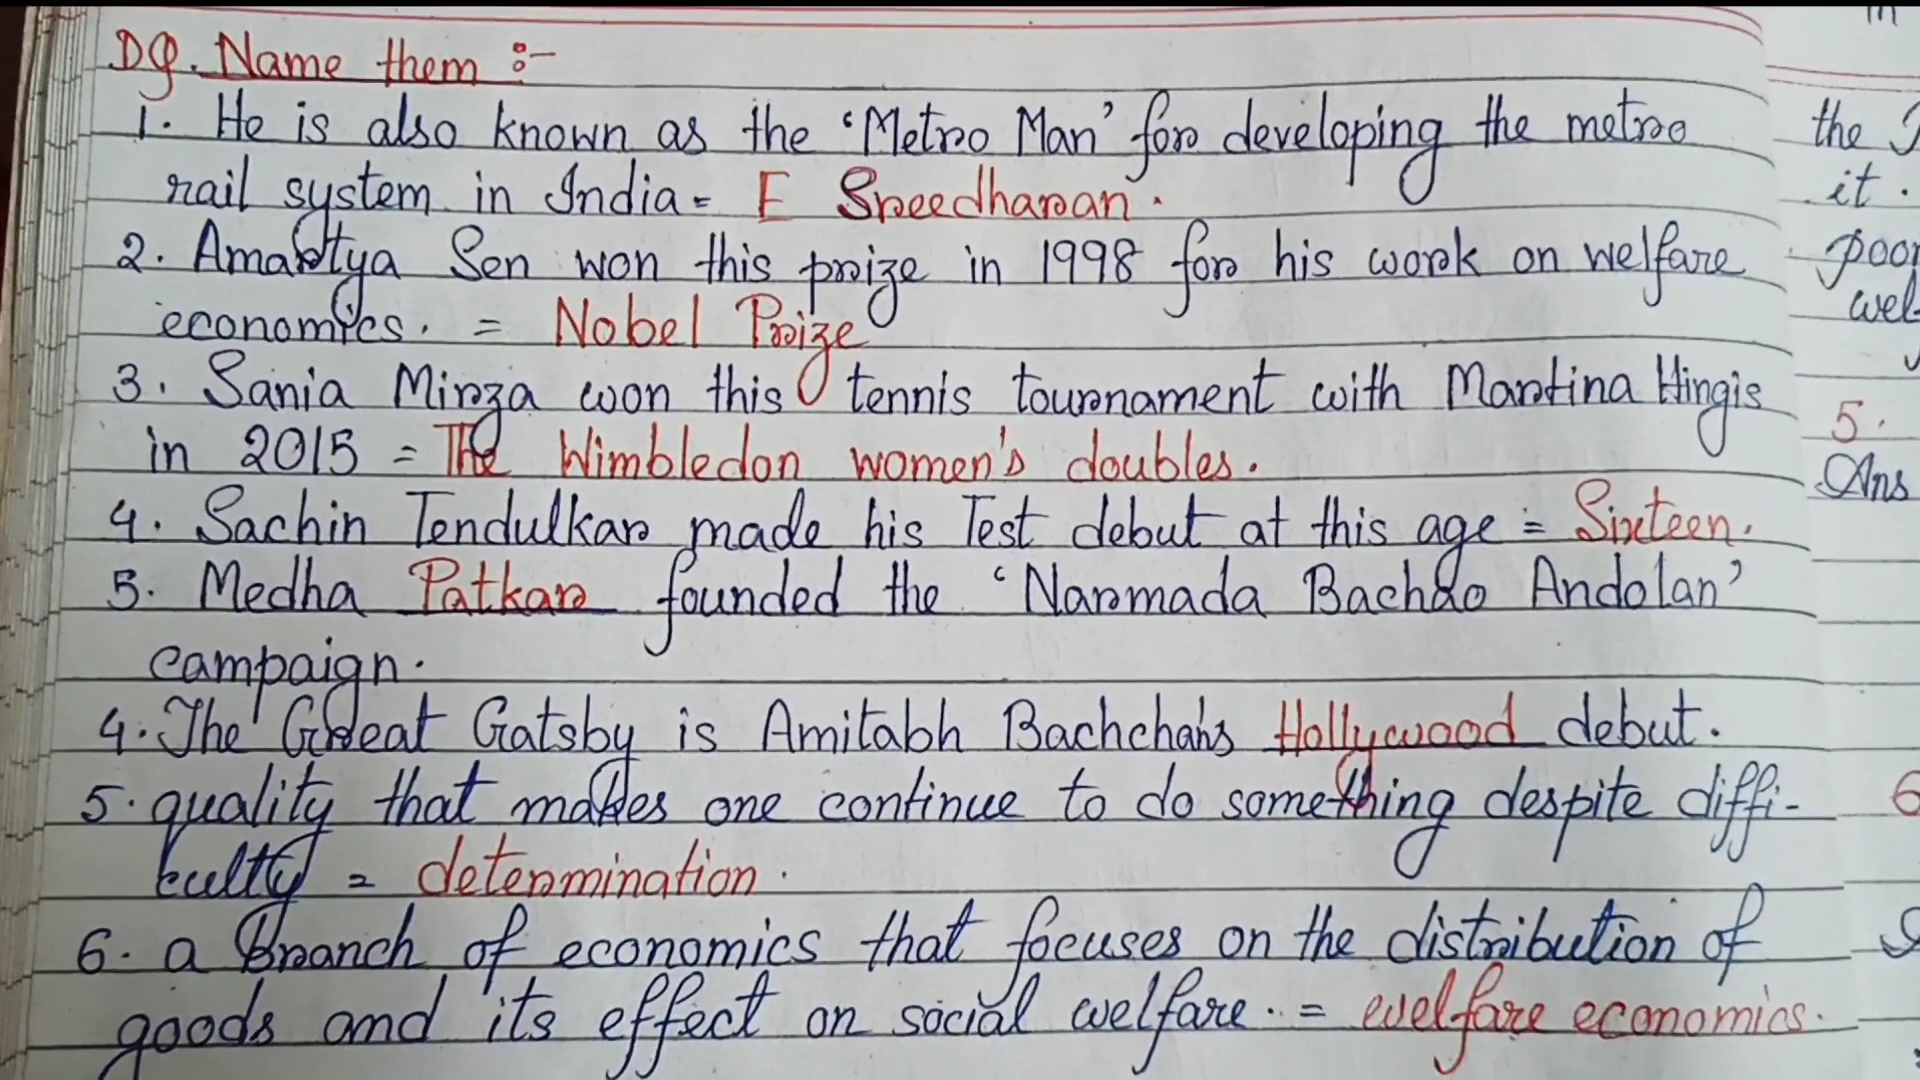 DQ. Name them :-
1. He is also known as the 'Metro Man' for developing the metro
rail system in India = E Sreedharan.
2. Amartya Sen won this prize in 1998 for his work on welfare
economics. = Nobel Prize
3. Sania Mirza won this tennis tournament with Martina Hingis
in 2015 = The Wimbledon women's doubles.
4. Sachin Tendulkar made his Test debut at this age = Sixteen.
5. Medha Patkar founded the 'Narmada Bachao Andolan'
campaign.
4. The Great Gatsby is Amitabh Bachchan's Hollywood debut.
5. quality that makes one continue to do something despite diffi-
culty = determination.
6. a Branch of economics that focuses on the distribution of
goods and its effect on social welfare. = welfare economics.
the
it.
poor
wel-
5.
Ans
6